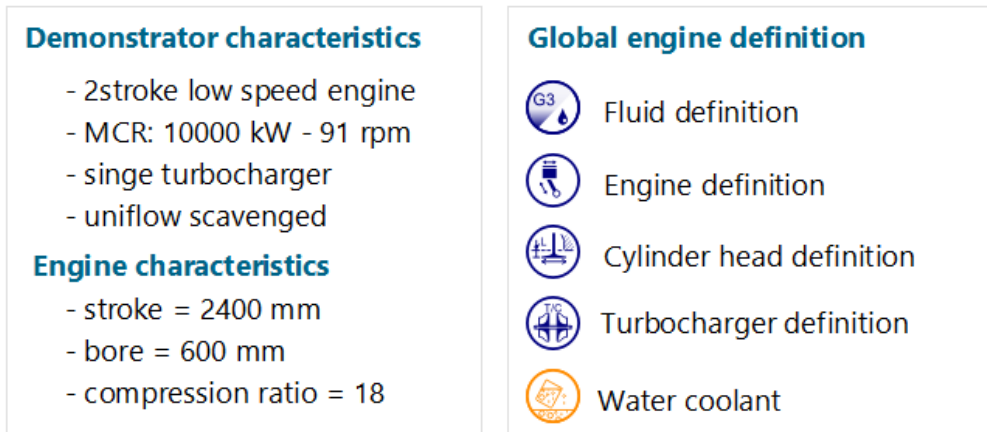 Demonstrator characteristics
- 2stroke low speed engine
- MCR: 10000 kW - 91 rpm
- singe turbocharger
- uniflow scavenged
Engine characteristics
- stroke = 2400 mm
- bore = 600 mm
- compression ratio = 18
Global engine definition
G3
Fluid definition
Engine definition
L
Cylinder head definition
T/C
Turbocharger definition
Water coolant